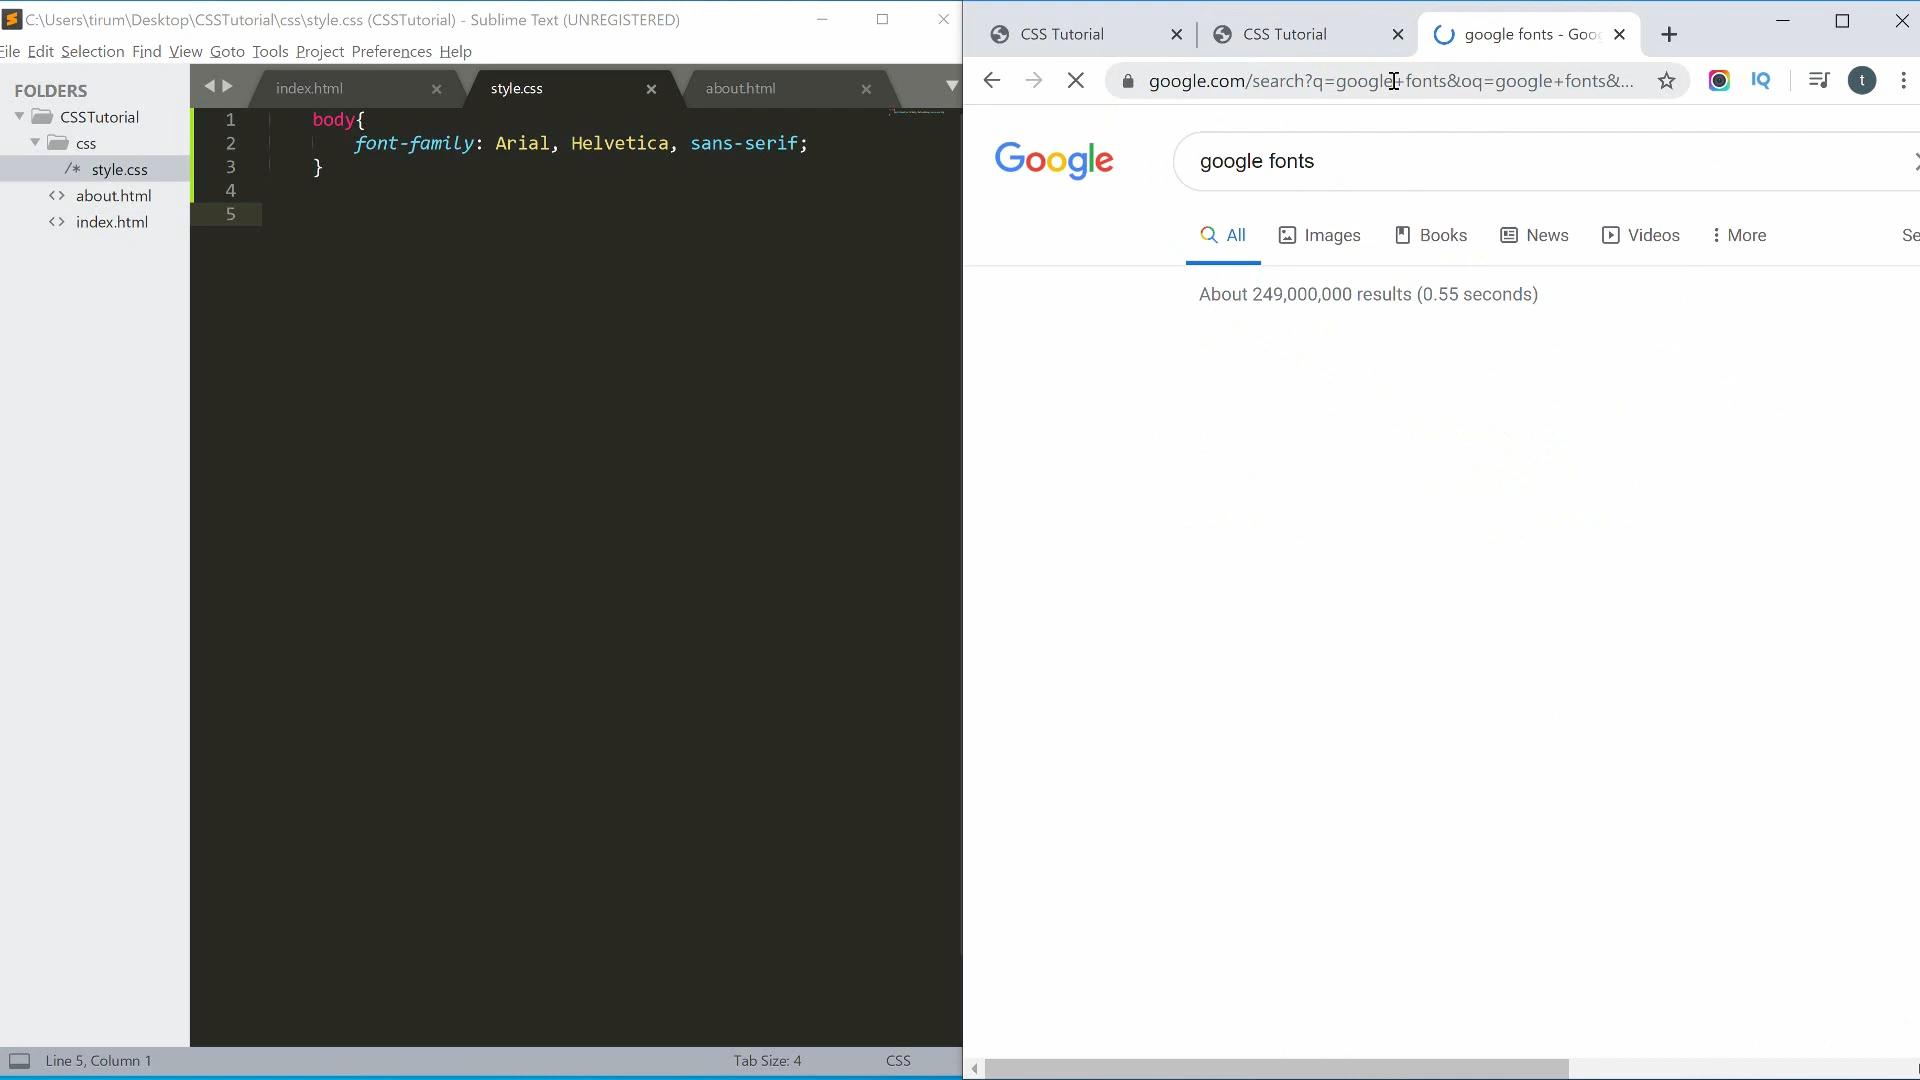 C:\Users\tirum\Desktop\CSSTutorial\css\style.css (CSSTutorial) - Sublime Text (UNREGISTERED)
File Edit Selection Find View Goto Tools Project Preferences Help
FOLDERS
CSSTutorial
css
/* style.css
<> about.html
<> index.html
index.html
style.css
about.html
1 body{
2 font-family: Arial, Helvetica, sans-serif;
3 }
4
5
Line 5, Column 1
Tab Size: 4
CSS
CSS Tutorial
CSS Tutorial
google fonts - Goo
google.com/search?q=google+fonts&oq=google+fonts&...
IQ
t
Google
google fonts
All
Images
Books
News
Videos
More
Se
About 249,000,000 results (0.55 seconds)